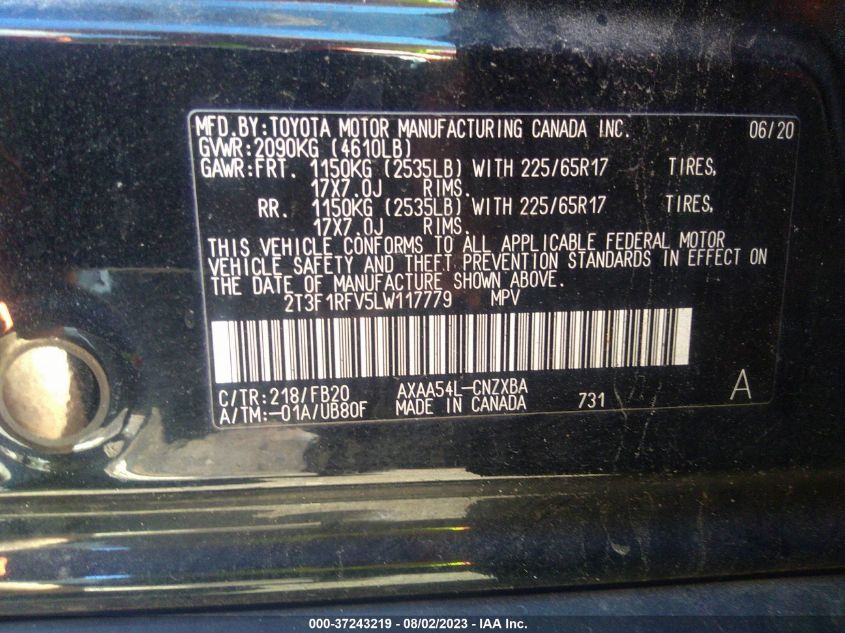 MFD.BY:TOYOTA MOTOR MANUFACTURING CANADA INC. 06/20
GVWR:2090KG (4610LB)
GAWR:FRT. 1150KG (2535LB) WITH 225/65R17 TIRES,
17X7.0J RIMS.
RR. 1150KG (2535LB) WITH 225/65R17 TIRES,
17X7.0J RIMS.
THIS VEHICLE CONFORMS TO ALL APPLICABLE FEDERAL MOTOR
VEHICLE SAFETY AND THEFT PREVENTION STANDARDS IN EFFECT ON
THE DATE OF MANUFACTURE SHOWN ABOVE.
2T3F1RFV5LW117779 MPV
C/TR:218/FB20 AXAA54L-CNZXBA A
A/TM:-01A/UB80F MADE IN CANADA 731
000-37243219 - 08/02/2023 - IAA Inc.